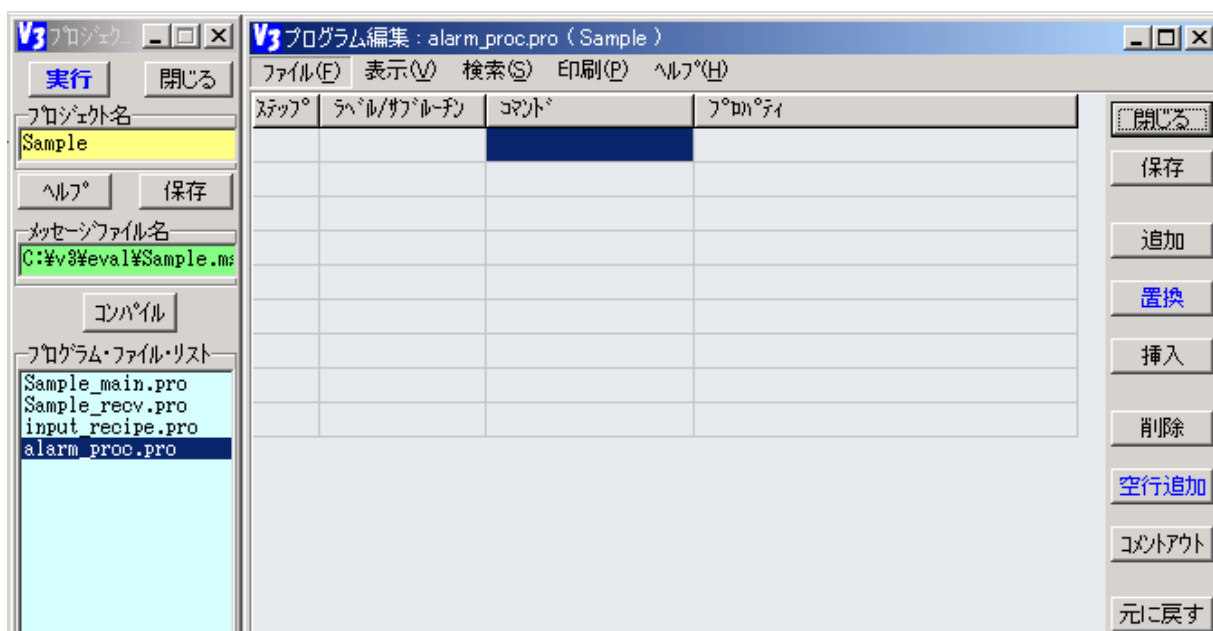 V3 ﾌﾟﾛｼﾞｪｸ...
実行 閉じる
ﾌﾟﾛｼﾞｪｸﾄ名
Sample
ﾍﾙﾌﾟ 保存
ﾒｯｾｰｼﾞﾌｧｲﾙ名
C:¥v3¥eval¥Sample.ms
ｺﾝﾊﾟｲﾙ
ﾌﾟﾛｸﾞﾗﾑ・ﾌｧｲﾙ・ﾘｽﾄ
Sample_main.pro
Sample_recv.pro
input_recipe.pro
alarm_proc.pro
V3 プログラム編集：alarm_proc.pro（ Sample ）
ﾌｧｲﾙ(F) 表示(V) 検索(S) 印刷(P) ﾍﾙﾌﾟ(H)
ｽﾃｯﾌﾟ ﾗﾍﾞﾙ/ｻﾌﾞﾙｰﾁﾝ ｺﾏﾝﾄﾞ ﾌﾟﾛﾊﾟﾃｨ
閉じる
保存
追加
置換
挿入
削除
空行追加
ｺﾒﾝﾄｱｳﾄ
元に戻す